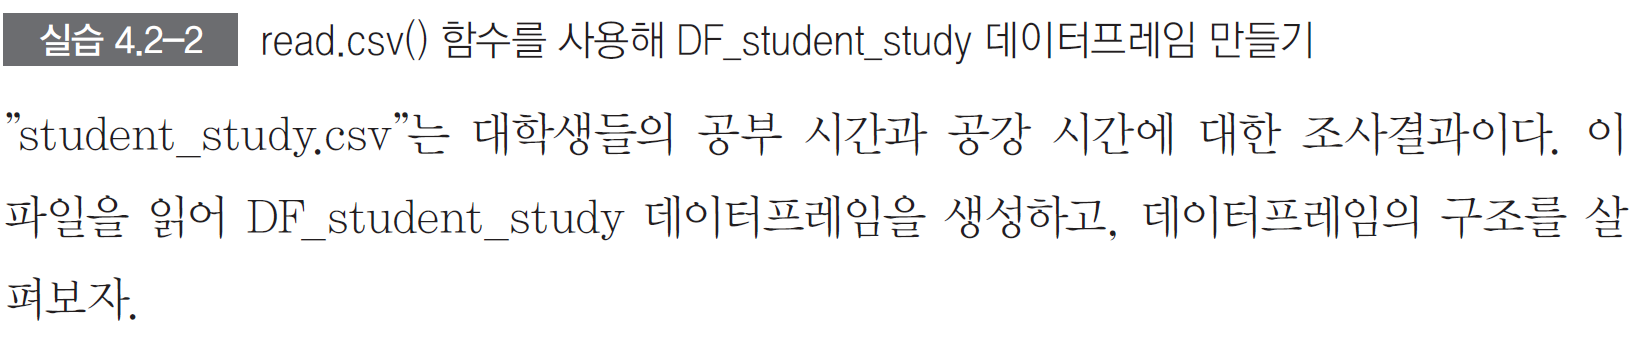 실습 4.2-2 read.csv() 함수를 사용해 DF_student_study 데이터프레임 만들기
”student_study.csv”는 대학생들의 공부 시간과 공강 시간에 대한 조사결과이다. 이
파일을 읽어 DF_student_study 데이터프레임을 생성하고, 데이터프레임의 구조를 살
펴보자.